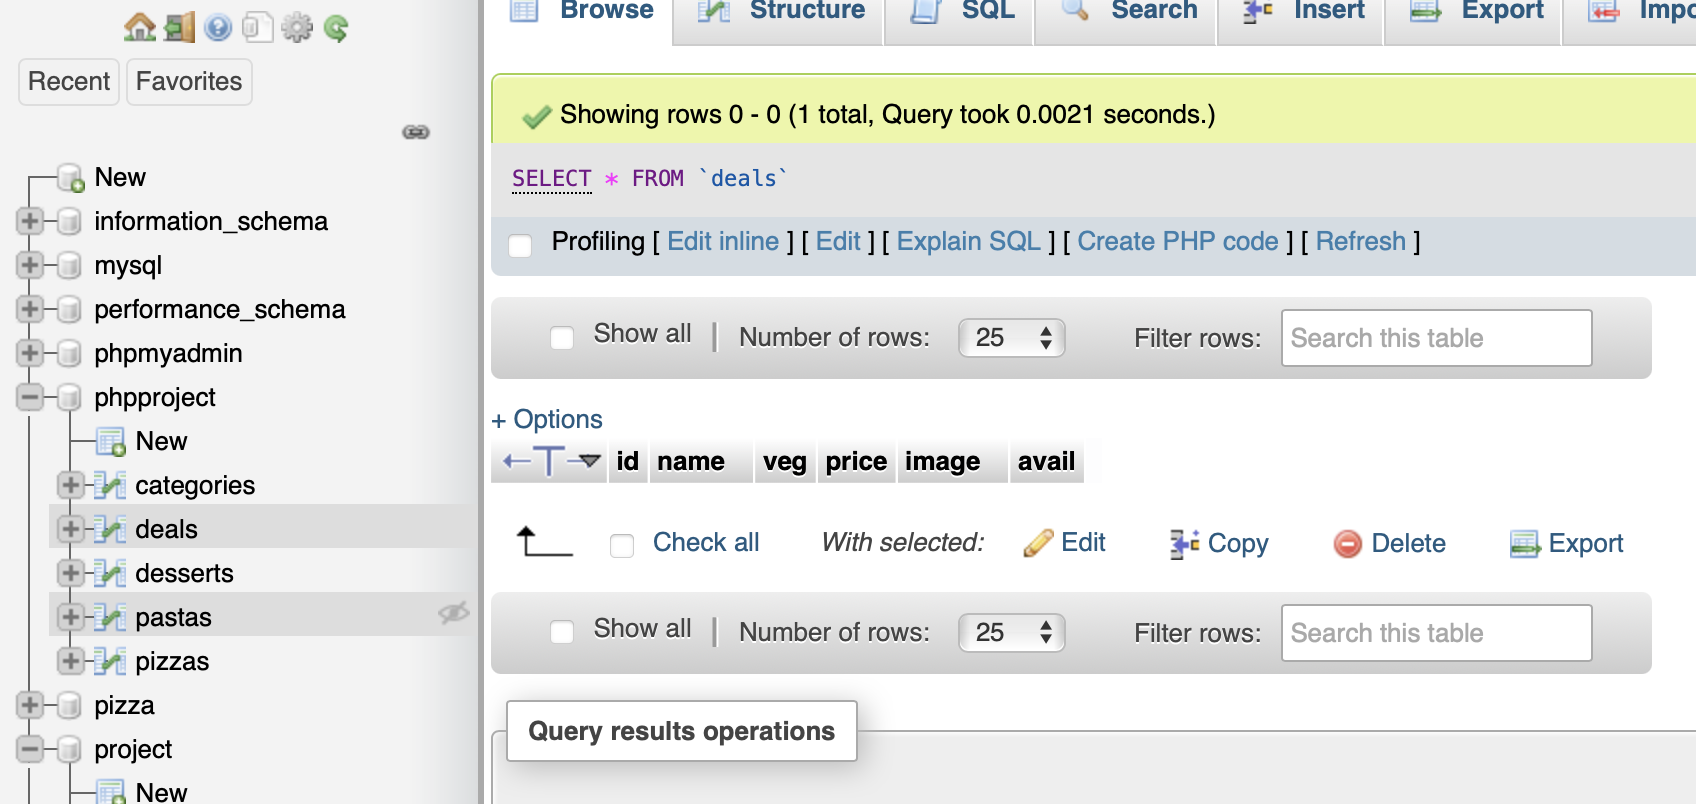 Recent Favorites
New
information_schema
mysql
performance_schema
phpmyadmin
phpproject
New
categories
deals
desserts
pastas
pizzas
pizza
project
New
Browse Structure SQL Search Insert Export Impo
Showing rows 0 - 0 (1 total, Query took 0.0021 seconds.)
SELECT * FROM `deals`
Profiling [ Edit inline ] [ Edit ] [ Explain SQL ] [ Create PHP code ] [ Refresh ]
Show all | Number of rows: 25 Filter rows: Search this table
+ Options
←T→ id name veg price image avail
Check all With selected: Edit Copy Delete Export
Show all | Number of rows: 25 Filter rows: Search this table
Query results operations